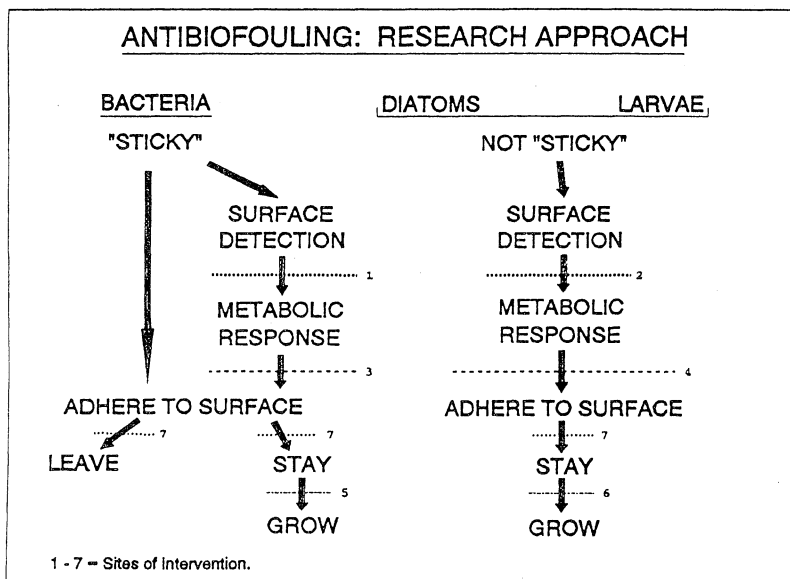 ANTIBIOFOULING: RESEARCH APPROACH
BACTERIA
"STICKY"
SURFACE
DETECTION
1
METABOLIC
RESPONSE
3
ADHERE TO SURFACE
7
7
LEAVE
STAY
5
GROW
DIATOMS LARVAE
NOT "STICKY"
SURFACE
DETECTION
2
METABOLIC
RESPONSE
4
ADHERE TO SURFACE
7
STAY
6
GROW
1 - 7 = Sites of Intervention.